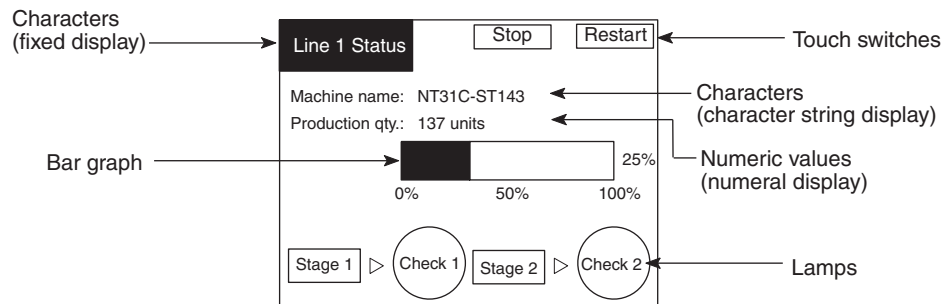 Characters
(fixed display)
Line 1 Status
Stop
Restart
Touch switches
Machine name: NT31C-ST143
Characters
(character string display)
Production qty.: 137 units
Bar graph
25%
Numeric values
(numeral display)
0% 50% 100%
Stage 1
Check 1
Stage 2
Check 2
Lamps